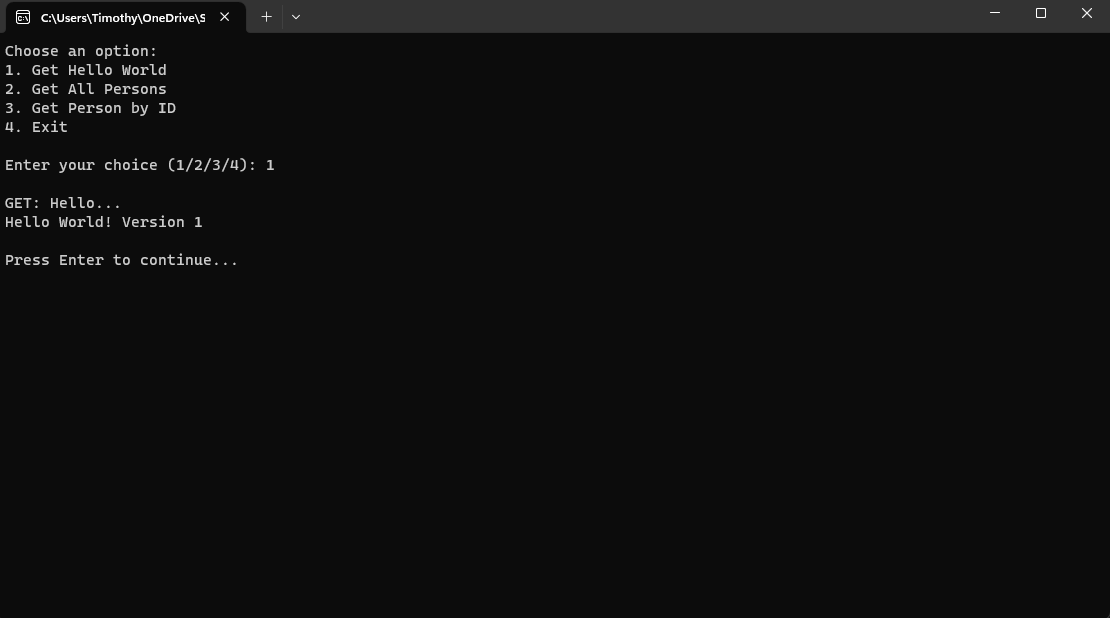 C:\Users\Timothy\OneDrive\S
Choose an option:
1. Get Hello World
2. Get All Persons
3. Get Person by ID
4. Exit
Enter your choice (1/2/3/4): 1
GET: Hello...
Hello World! Version 1
Press Enter to continue...